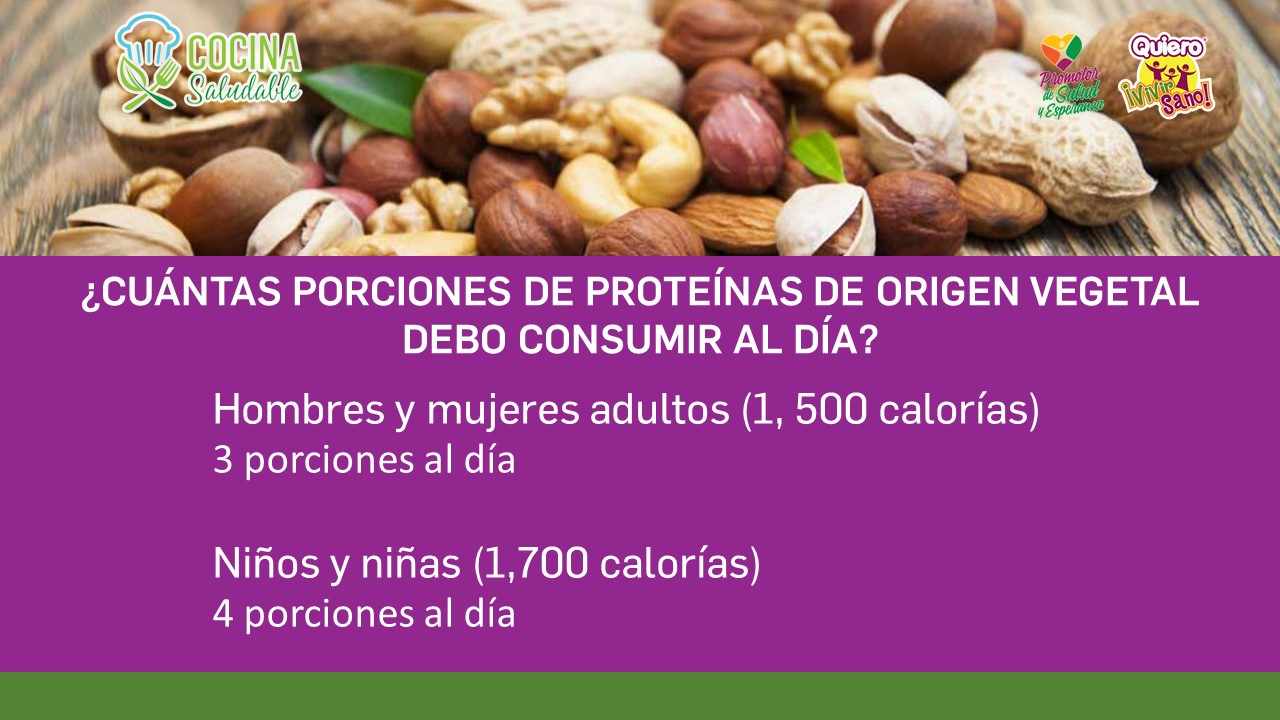 COCINA
Saludable
Promotor
de Salud
y Esperanza
Quiero
¡Vivir
Sano!
¿CUÁNTAS PORCIONES DE PROTEÍNAS DE ORIGEN VEGETAL
DEBO CONSUMIR AL DÍA?
Hombres y mujeres adultos (1, 500 calorías)
3 porciones al día
Niños y niñas (1,700 calorías)
4 porciones al día